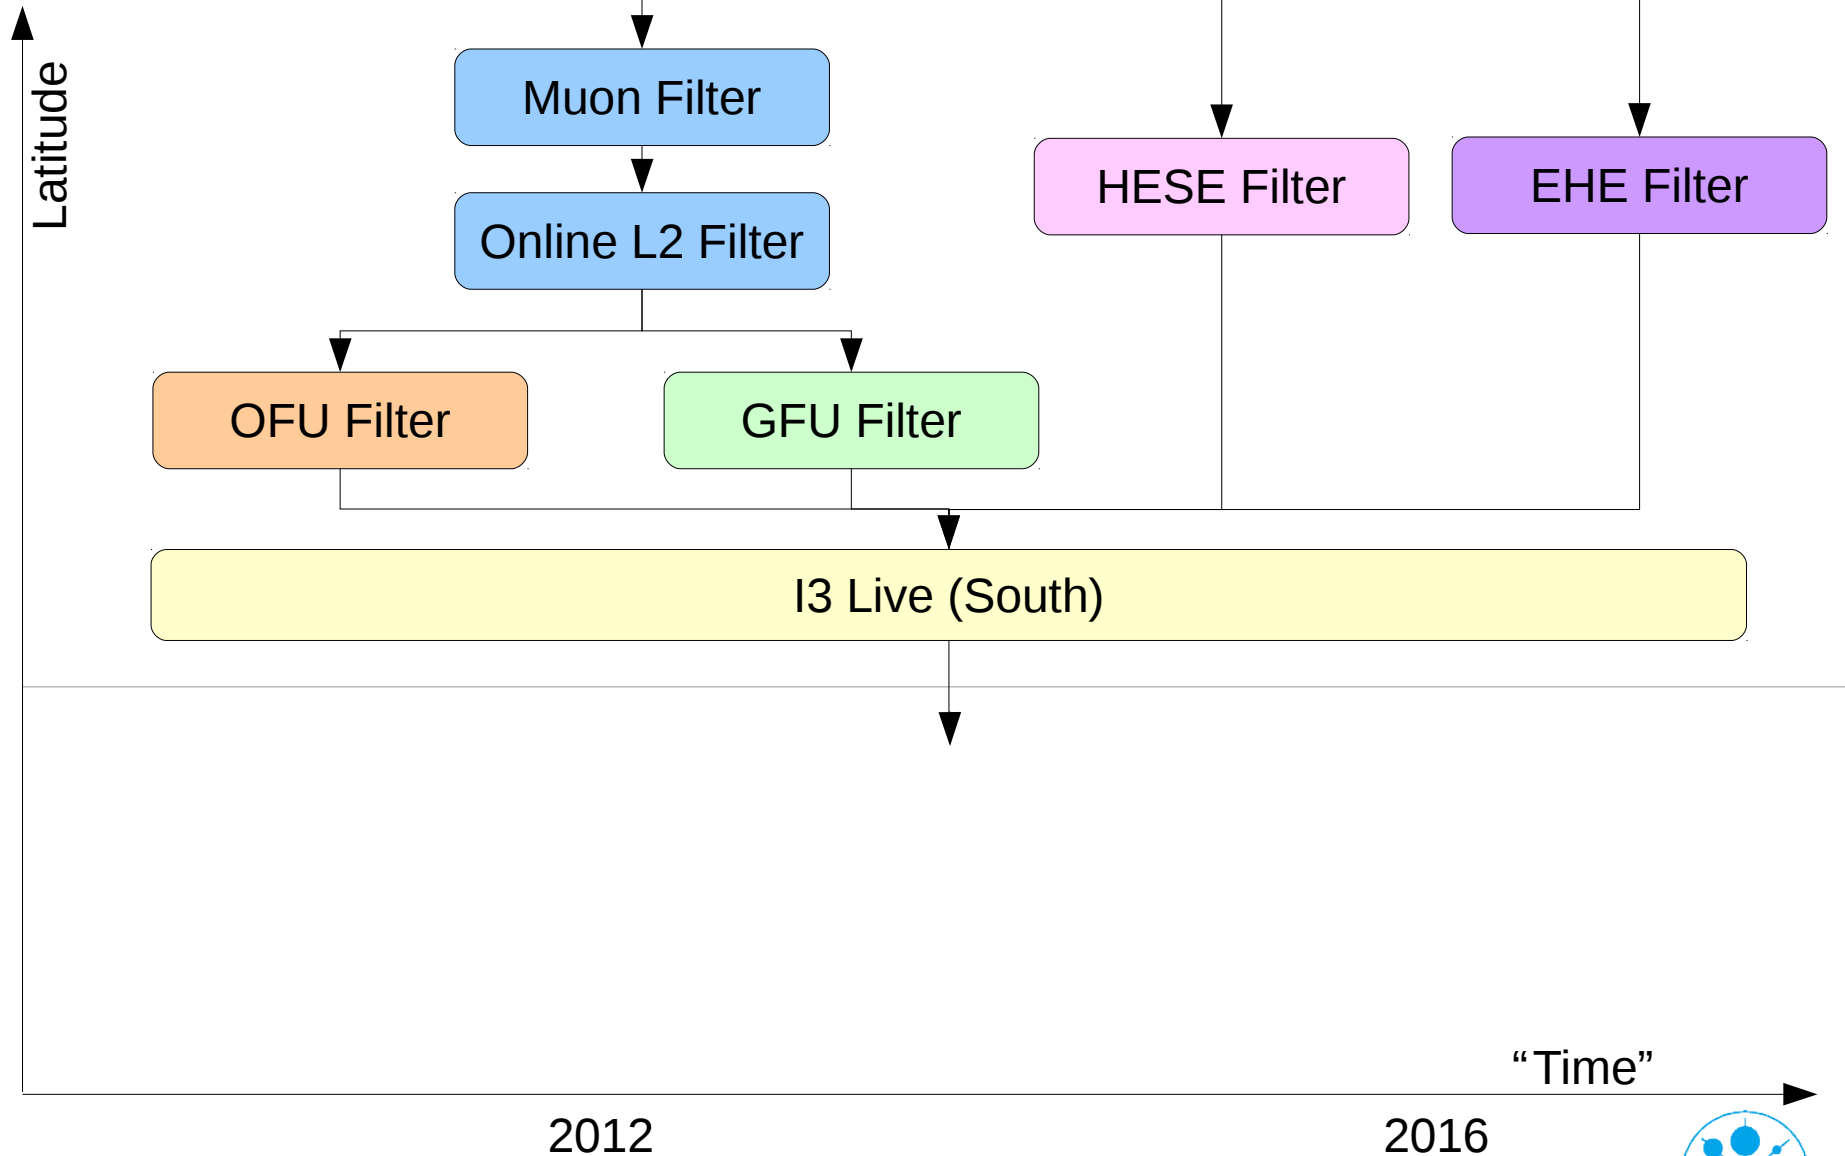 Latitude
Muon Filter
HESE Filter
EHE Filter
Online L2 Filter
OFU Filter
GFU Filter
I3 Live (South)
“Time”
2012
2016